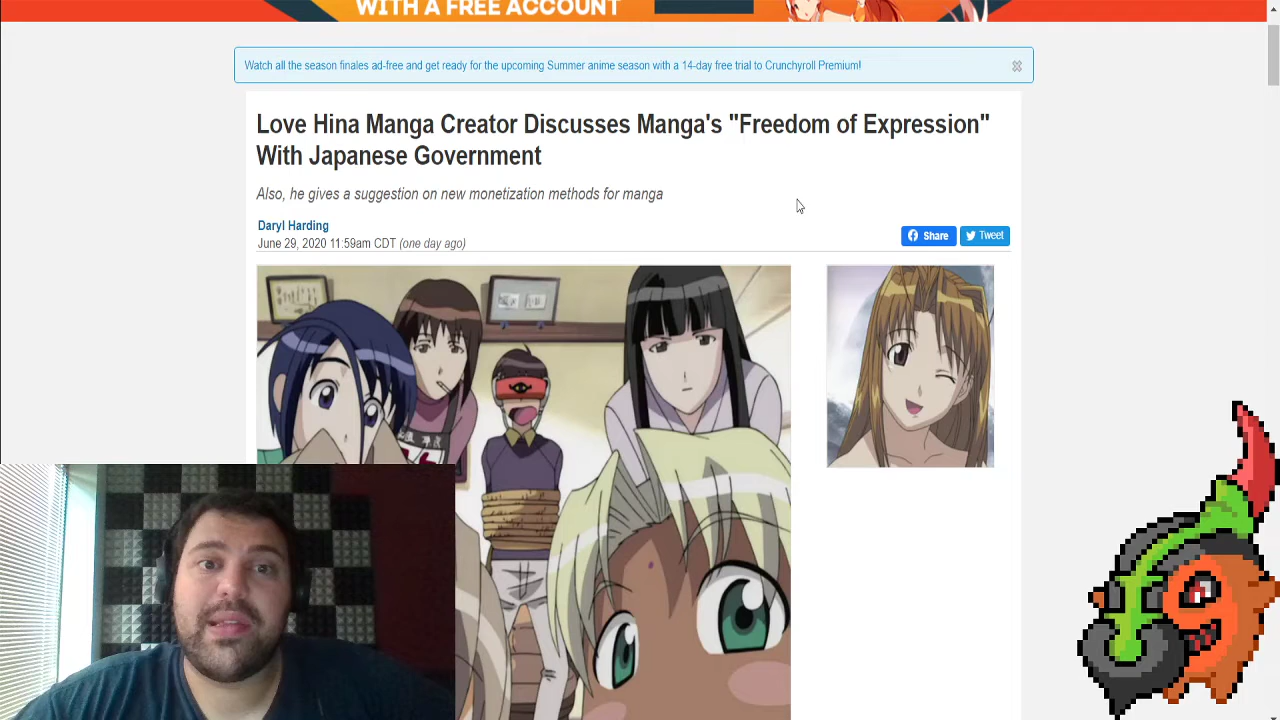 WITH A FREE ACCOUNT
Watch all the season finales ad-free and get ready for the upcoming Summer anime season with a 14-day free trial to Crunchyroll Premium!
Love Hina Manga Creator Discusses Manga's "Freedom of Expression"
With Japanese Government
Also, he gives a suggestion on new monetization methods for manga
Daryl Harding
June 29, 2020 11:59am CDT (one day ago)
Share
Tweet